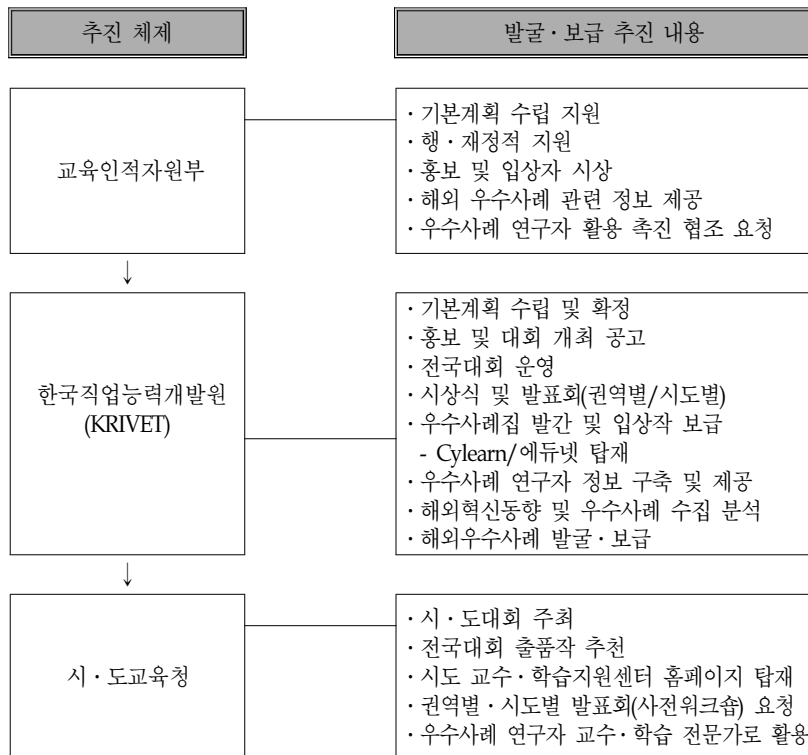 추진 체제
발굴·보급 추진 내용
교육인적자원부
·기본계획 수립 지원
·행·재정적 지원
·홍보 및 입상자 시상
·해외 우수사례 관련 정보 제공
·우수사례 연구자 활용 촉진 협조 요청
↓
한국직업능력개발원
(KRIVET)
·기본계획 수립 및 확정
·홍보 및 대회 개최 공고
·전국대회 운영
·시상식 및 발표회(권역별/시도별)
·우수사례집 발간 및 입상작 보급
- Cylearn/에듀넷 탑재
·우수사례 연구자 정보 구축 및 제공
·해외혁신동향 및 우수사례 수집 분석
·해외우수사례 발굴·보급
↓
시·도교육청
·시·도대회 주최
·전국대회 출품작 추천
·시도 교수·학습지원센터 홈페이지 탑재
·권역별·시도별 발표회(사전워크숍) 요청
·우수사례 연구자 교수·학습 전문가로 활용